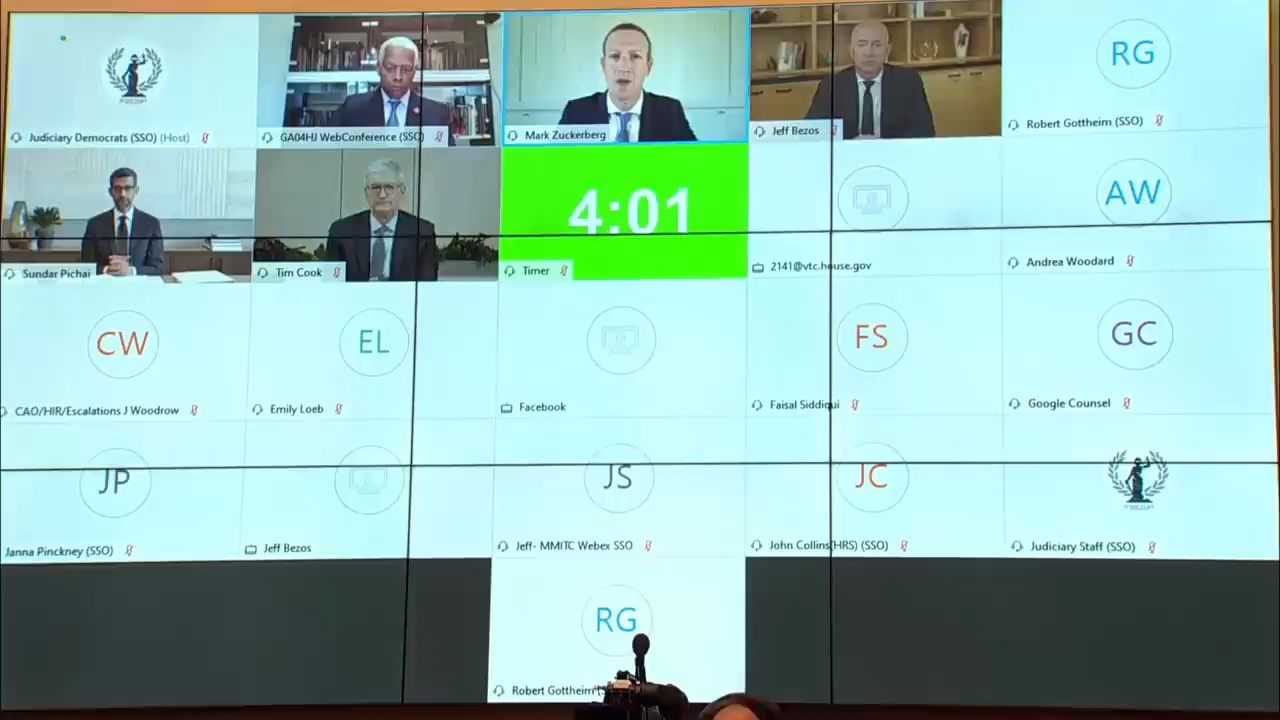 Judiciary Democrats (SSO) (Host)
GA04HJ WebConference (SSO)
Mark Zuckerberg
Jeff Bezos
RG
Robert Gottheim (SSO)
Sundar Pichai
Tim Cook
4:01
Timer
2141@vtc.house.gov
AW
Andrea Woodard
CW
CAO/HIR/Escalations J Woodrow
EL
Emily Loeb
Facebook
FS
Faisal Siddiqui
GC
Google Counsel
JP
Janna Pinckney (SSO)
Jeff Bezos
JS
Jeff- MMITC Webex SSO
JC
John Collins(HRS) (SSO)
Judiciary Staff (SSO)
RG
Robert Gottheim